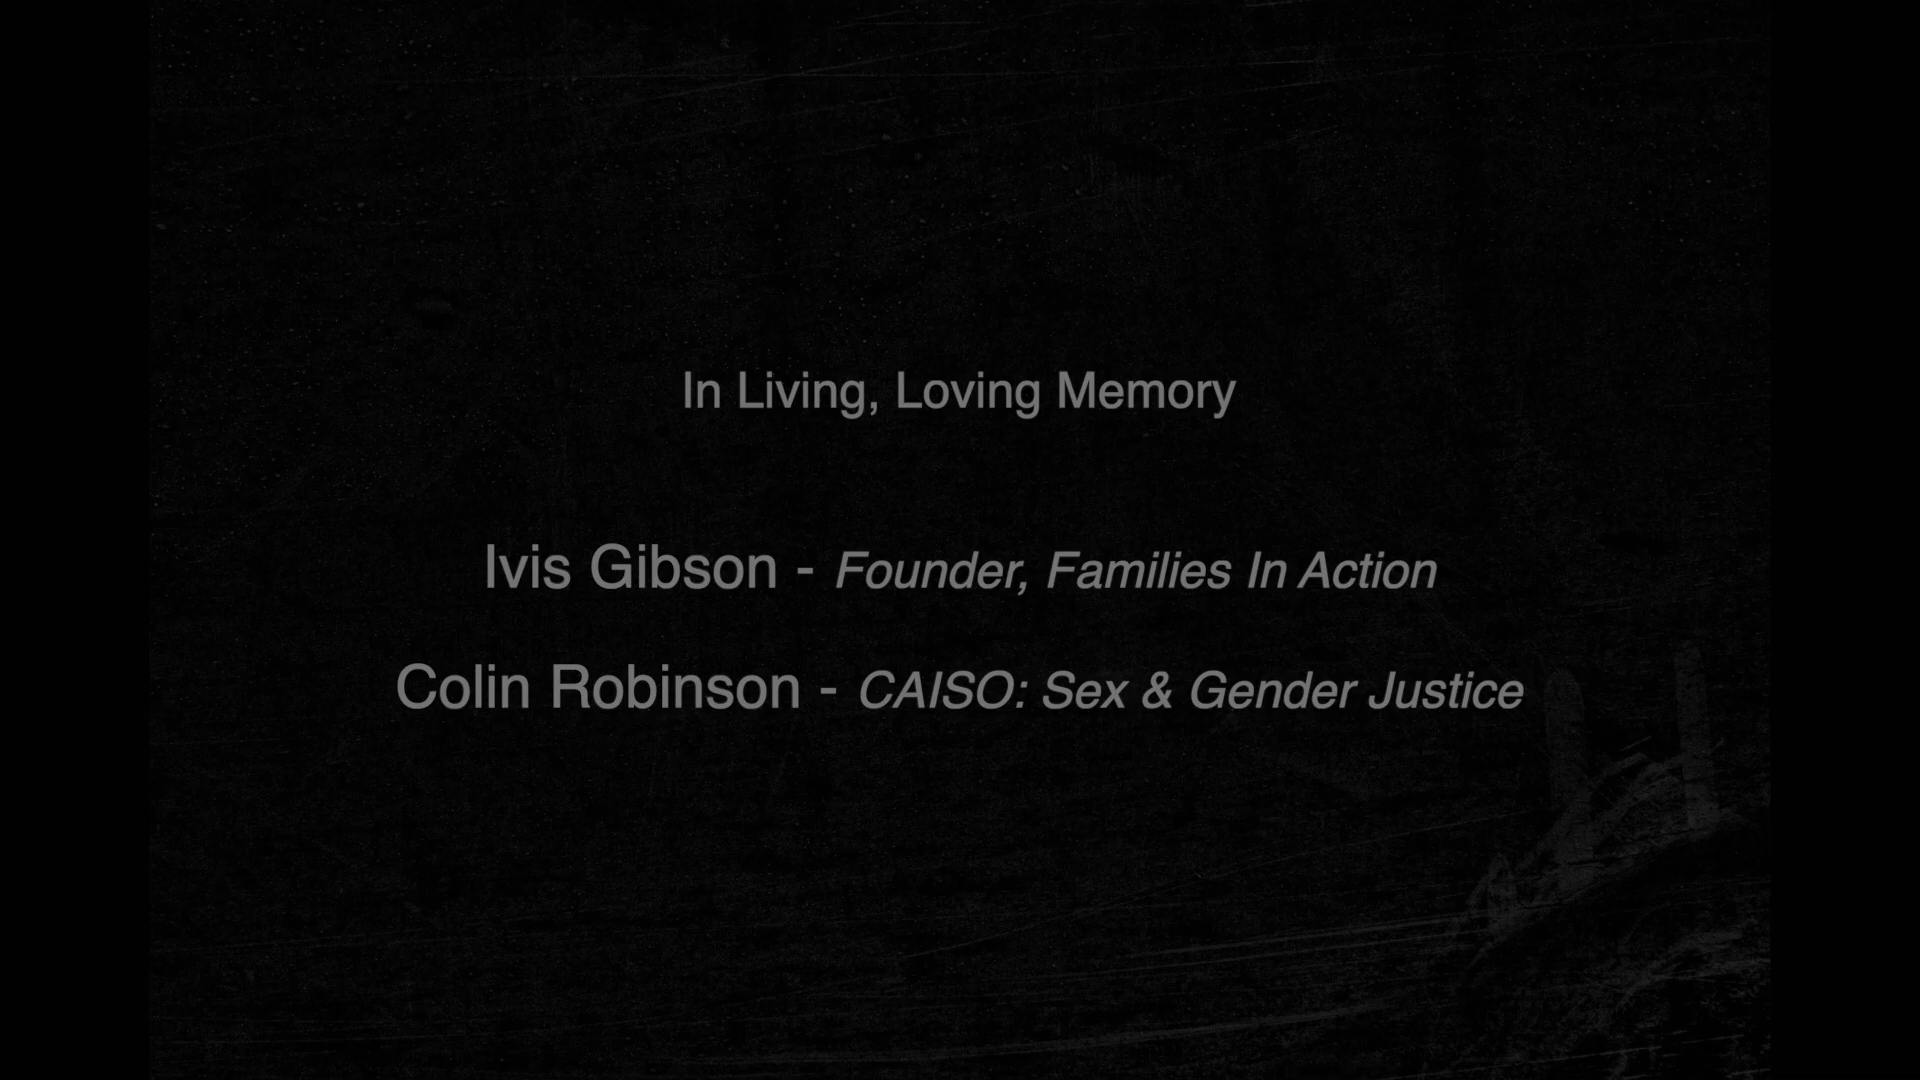 In Living, Loving Memory
Ivis Gibson - Founder, Families In Action
Colin Robinson - CAISO: Sex & Gender Justice